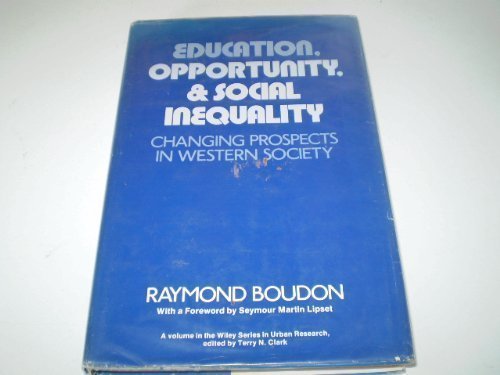 EDUCATION,
OPPORTUNITY,
& SOCIAL
INEQUALITY
CHANGING PROSPECTS
IN WESTERN SOCIETY
RAYMOND BOUDON
With a Foreword by Seymour Martin Lipset
A volume in the Wiley Series in Urban Research,
edited by Terry N. Clark